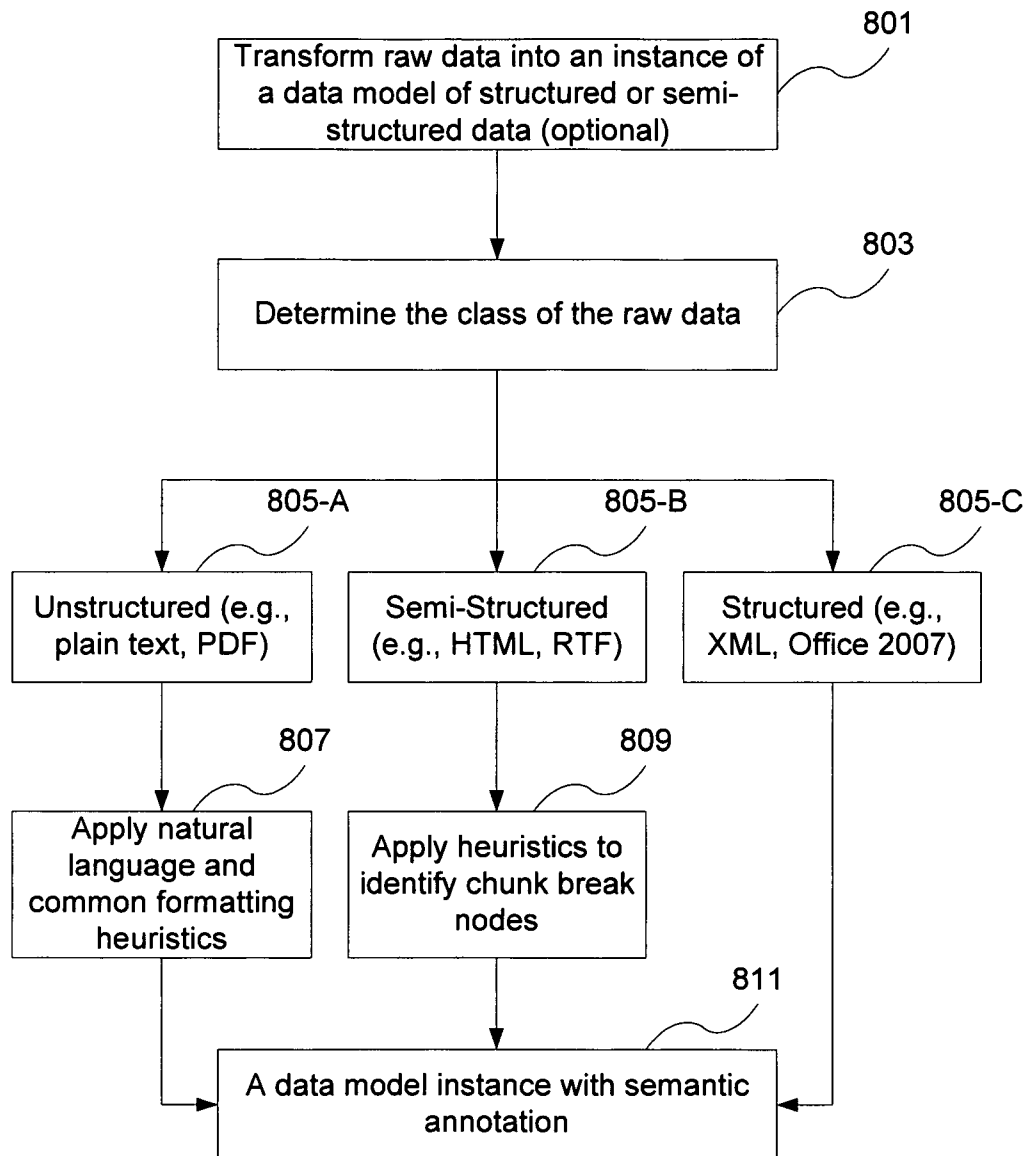 801
Transform raw data into an instance of
a data model of structured or semi-
structured data (optional)
803
Determine the class of the raw data
805-A
805-B
805-C
Unstructured (e.g.,
plain text, PDF)
Semi-Structured
(e.g., HTML, RTF)
Structured (e.g.,
XML, Office 2007)
807
809
Apply natural
language and
common formatting
heuristics
Apply heuristics to
identify chunk break
nodes
811
A data model instance with semantic
annotation